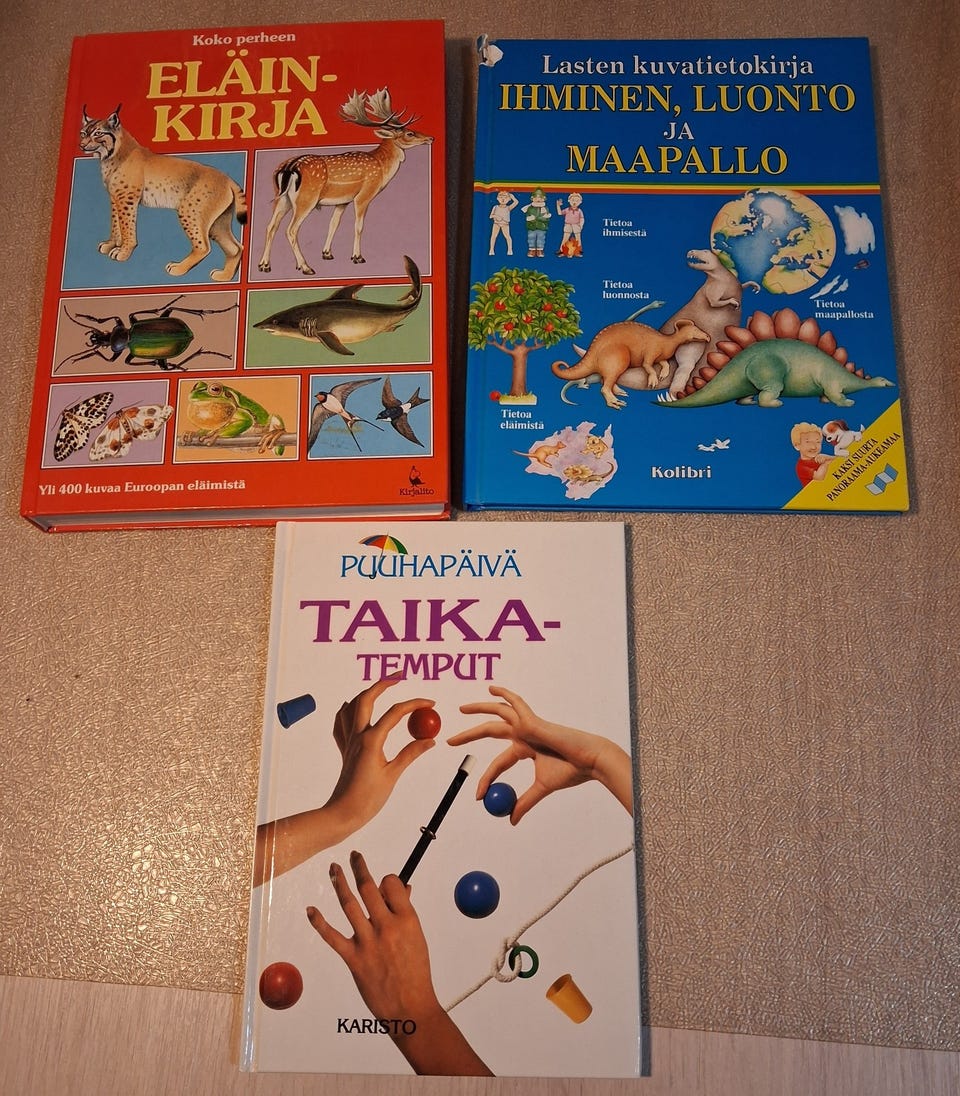 Koko perheen
ELÄIN-
KIRJA
Yli 400 kuvaa Euroopan eläimistä
Kirjalito
Lasten kuvatietokirja
IHMINEN, LUONTO
JA
MAAPALLO
Tietoa
ihmisestä
Tietoa
luonnosta
Tietoa
maapallosta
Tietoa
eläimistä
Kolibri
KAKSI SUURTA
PANORAAMA-AUKEAMAA
PUUHAPÄIVÄ
TAIKA-
TEMPUT
KARISTO